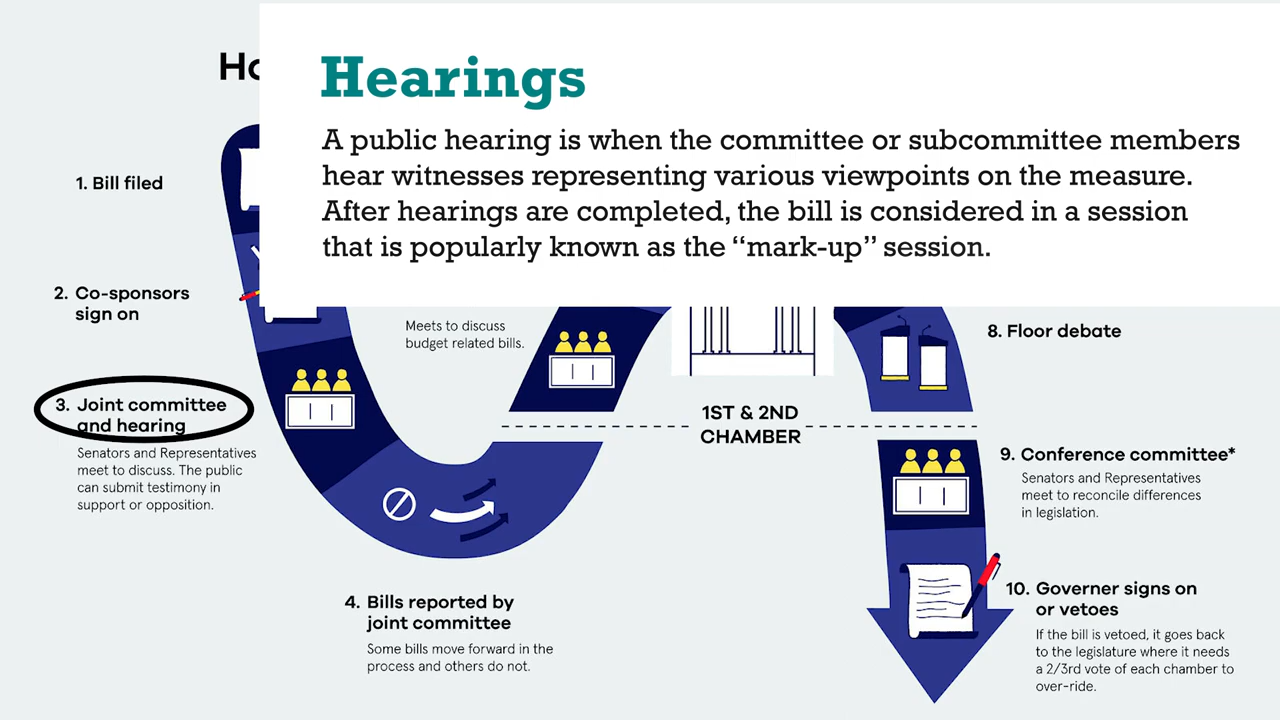 Ho
Hearings
A public hearing is when the committee or subcommittee members
hear witnesses representing various viewpoints on the measure.
After hearings are completed, the bill is considered in a session
that is popularly known as the “mark-up” session.
1. Bill filed
2. Co-sponsors
sign on
3. Joint committee
and hearing
Senators and Representatives
meet to discuss. The public
can submit testimony in
support or opposition.
4. Bills reported by
joint committee
Some bills move forward in the
process and others do not.
Meets to discuss
budget related bills.
1ST & 2ND
CHAMBER
8. Floor debate
9. Conference committee*
Senators and Representatives
meet to reconcile differences
in legislation.
10. Governer signs on
or vetoes
If the bill is vetoed, it goes back
to the legislature where it needs
a 2/3rd vote of each chamber to
over-ride.